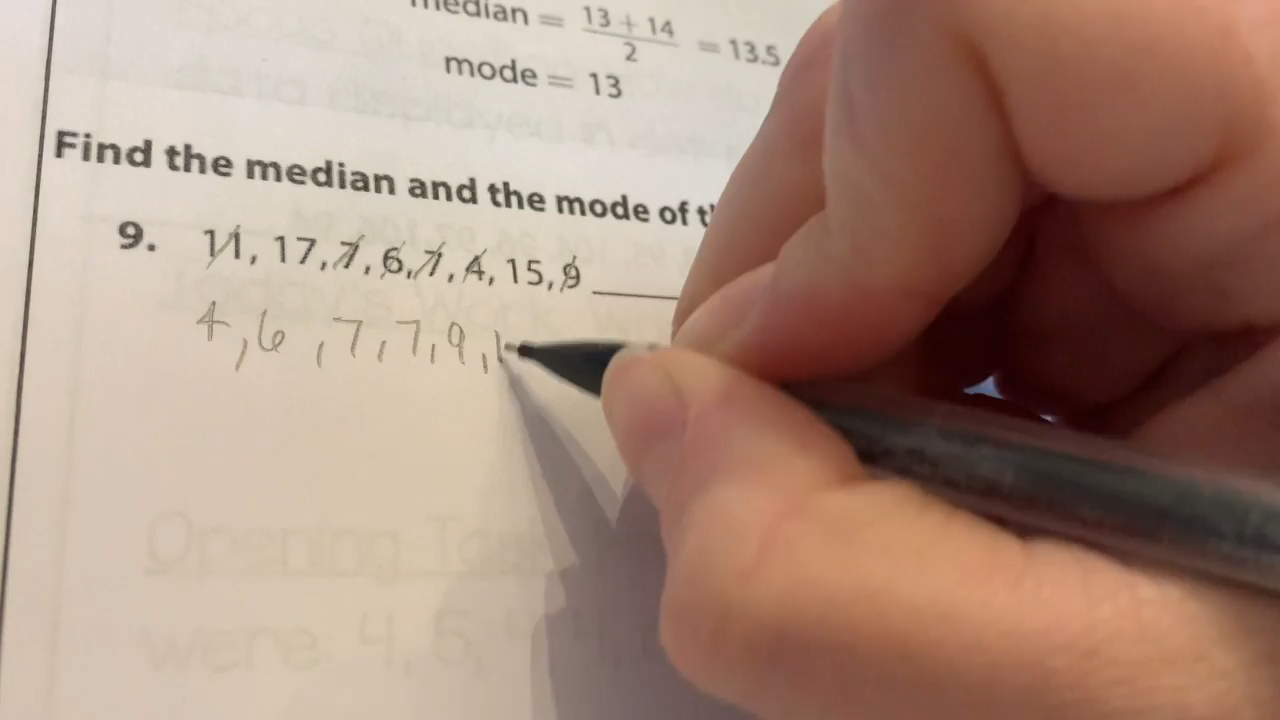 median = 13 + 14 / 2 = 13.5
mode = 13
Find the median and the mode of
9. 11, 17, 7, 6, 7, 4, 15, 9
4, 6, 7, 7, 9, 1